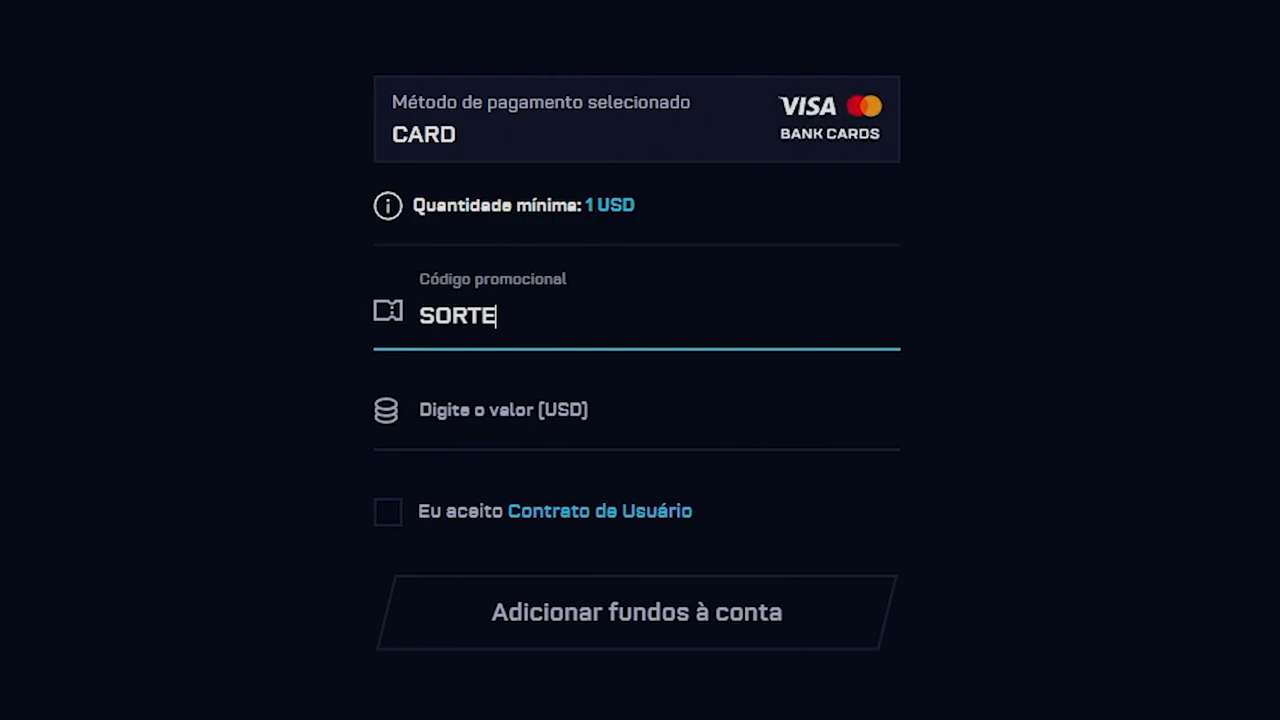 Método de pagamento selecionado
CARD
VISA
BANK CARDS
Quantidade mínima: 1 USD
Código promocional
SORTE
Digite o valor (USD)
Eu aceito Contrato de Usuário
Adicionar fundos à conta